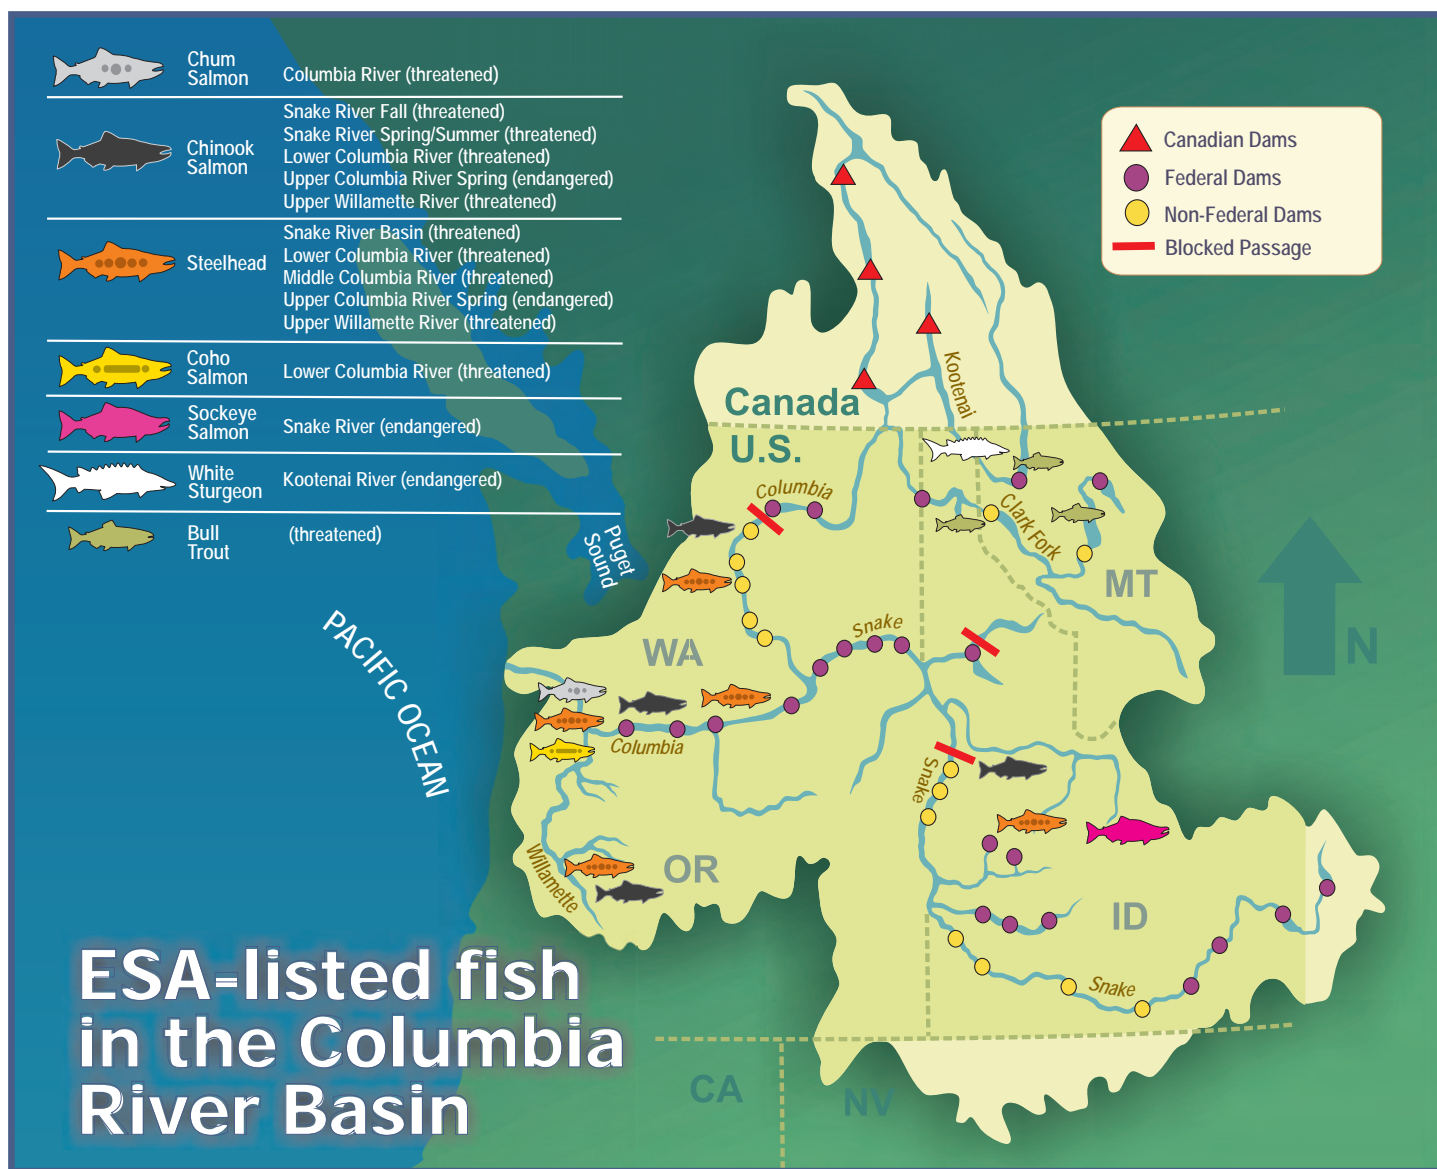 Chum
Salmon
Columbia River (threatened)
Chinook
Salmon
Snake River Fall (threatened)
Snake River Spring/Summer (threatened)
Lower Columbia River (threatened)
Upper Columbia River Spring (endangered)
Upper Willamette River (threatened)
Steelhead
Snake River Basin (threatened)
Lower Columbia River (threatened)
Middle Columbia River (threatened)
Upper Columbia River Spring (endangered)
Upper Willamette River (threatened)
Coho
Salmon
Lower Columbia River (threatened)
Sockeye
Salmon
Snake River (endangered)
White
Sturgeon
Kootenai River (endangered)
Bull
Trout
(threatened)
Canadian Dams
Federal Dams
Non-Federal Dams
Blocked Passage
Kootenai
Canada
U.S.
Columbia
Clark Fork
Puget
Sound
MT
PACIFIC OCEAN
WA
Snake
N
Columbia
Snake
Willamette
OR
ID
Snake
CA
NV
ESA-listed fish
in the Columbia
River Basin